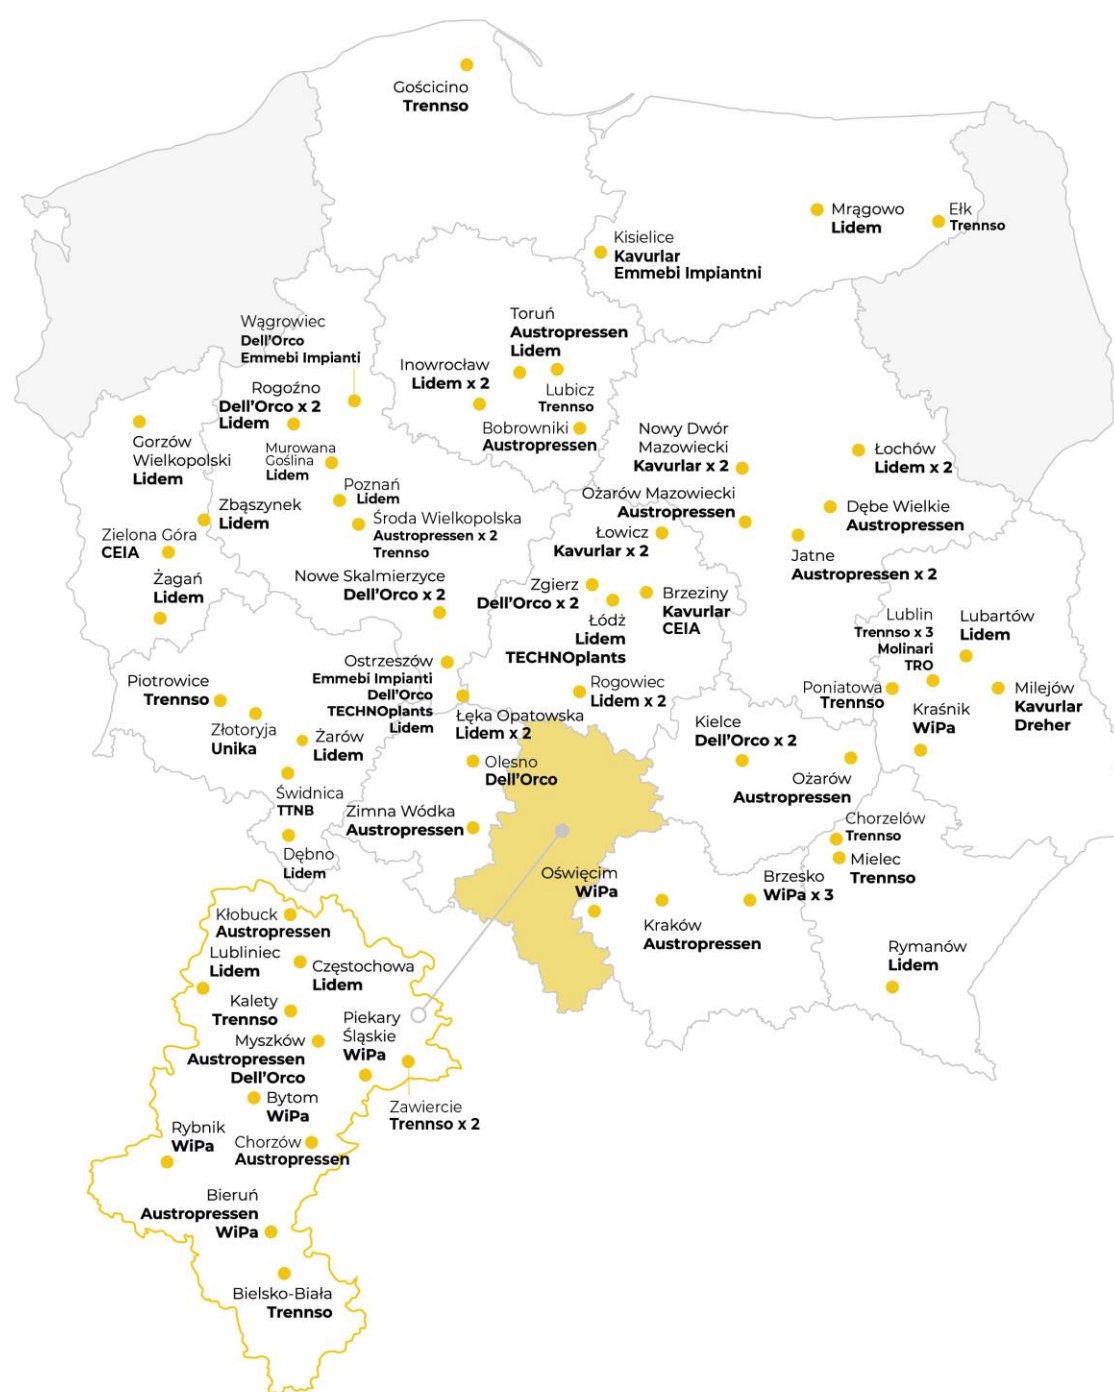 Gościcino
Trennso
Mrągowo
Lidem
Ełk
Trennso
Kisielice
Kavurlar
Emmebi Impiantni
Wągrowiec
Dell'Orco
Emmebi Impianti
Toruń
Austropressen
Lidem
Inowrocław
Lidem x 2
Lubicz
Trennso
Bobrowniki
Austropressen
Rogoźno
Dell'Orco x 2
Lidem
Gorzów
Wielkopolski
Lidem
Murowana
Goślina
Lidem
Poznań
Lidem
Nowy Dwór
Mazowiecki
Kavurlar x 2
Łochów
Lidem x 2
Zbąszynek
Lidem
Środa Wielkopolska
Austropressen x 2
Trennso
Ożarów Mazowiecki
Austropressen
Dębe Wielkie
Austropressen
Zielona Góra
CEIA
Łowicz
Kavurlar x 2
Jatne
Austropressen x 2
Żagań
Lidem
Nowe Skalmierzyce
Dell'Orco x 2
Zgierz
Dell'Orco x 2
Brzeziny
Kavurlar
CEIA
Łódż
Lidem
TECHNOplants
Lublin
Trennso x 3
Molinari
TRO
Lubartów
Lidem
Ostrzeszów
Emmebi Impianti
Dell'Orco
TECHNOplants
Lidem
Piotrowice
Trennso
Rogowiec
Lidem x 2
Poniatowa
Trennso
Milejów
Kavurlar
Dreher
Złotoryja
Unika
Żarów
Lidem
Łęka Opatowska
Lidem x 2
Kielce
Dell'Orco x 2
Kraśnik
WiPa
Olesno
Dell'Orco
Ożarów
Austropressen
Świdnica
TTNB
Zimna Wódka
Austropressen
Chorzelów
Trennso
Dębno
Lidem
Mielec
Trennso
Oświęcim
WiPa
Brzesko
WiPa x 3
Kraków
Austropressen
Rymanów
Lidem
Kłobuck
Austropressen
Lubliniec
Lidem
Częstochowa
Lidem
Kalety
Trennso
Piekary
Śląskie
WiPa
Myszków
Austropressen
Dell'Orco
Bytom
WiPa
Zawiercie
Trennso x 2
Rybnik
WiPa
Chorzów
Austropressen
Bieruń
Austropressen
WiPa
Bielsko-Biała
Trennso